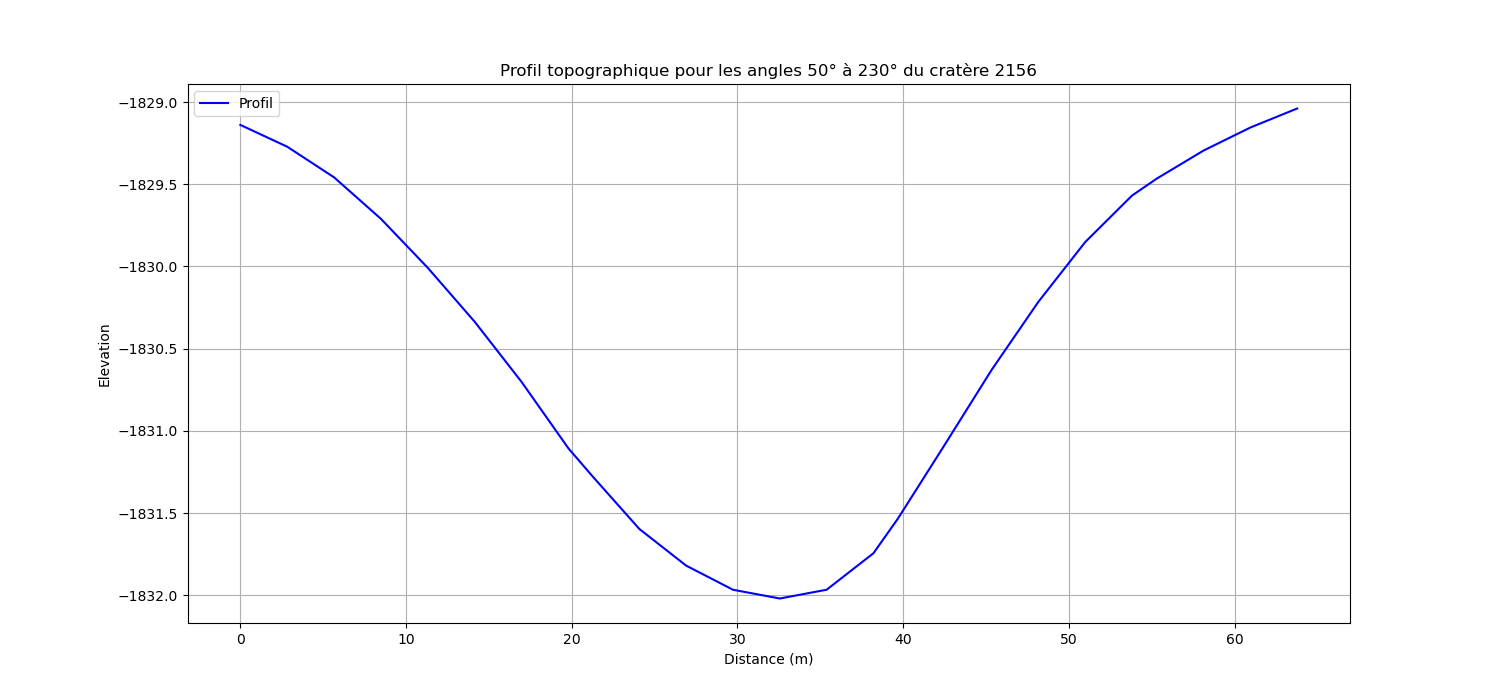 Profil topographique pour les angles 50° à 230° du cratère 2156
Profil
−1829.0
−1829.5
−1830.0
−1830.5
−1831.0
−1831.5
−1832.0
Elevation
0 10 20 30 40 50 60
Distance (m)